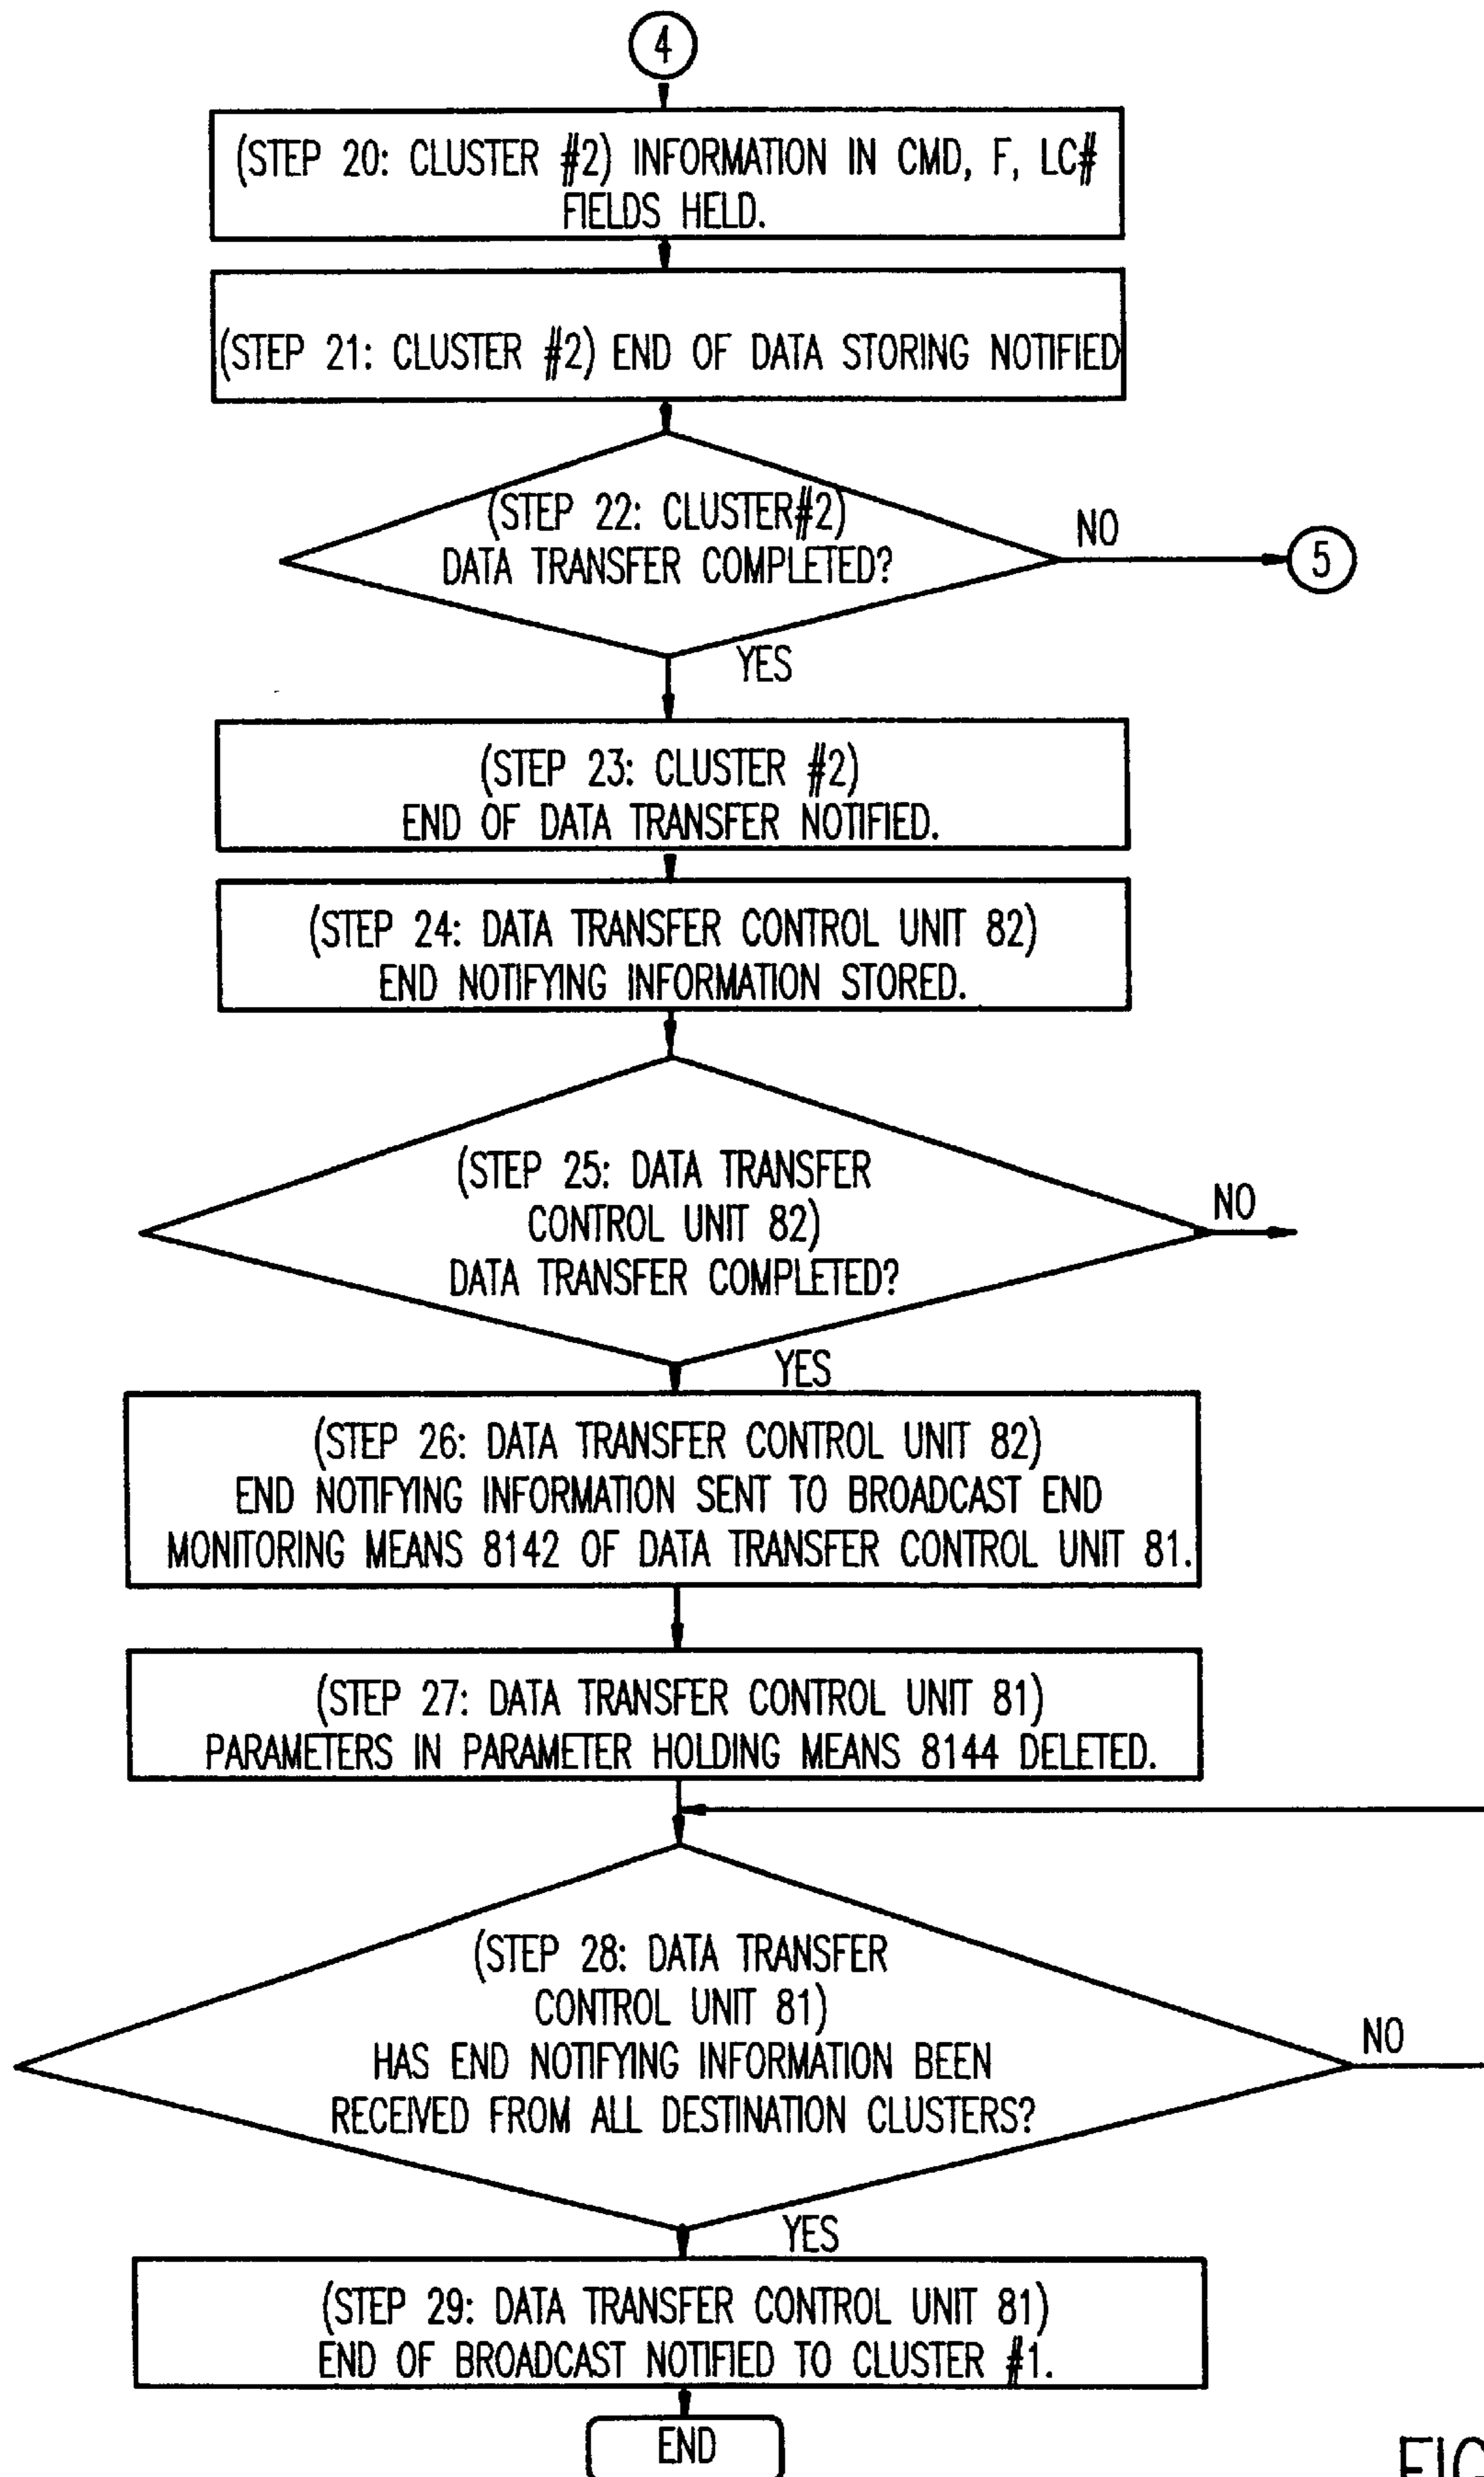 4
(STEP 20: CLUSTER #2) INFORMATION IN CMD, F, LC#
FIELDS HELD.
(STEP 21: CLUSTER #2) END OF DATA STORING NOTIFIED
(STEP 22: CLUSTER#2)
DATA TRANSFER COMPLETED?
NO
5
YES
(STEP 23: CLUSTER #2)
END OF DATA TRANSFER NOTIFIED.
(STEP 24: DATA TRANSFER CONTROL UNIT 82)
END NOTIFYING INFORMATION STORED.
(STEP 25: DATA TRANSFER
CONTROL UNIT 82)
DATA TRANSFER COMPLETED?
NO
YES
(STEP 26: DATA TRANSFER CONTROL UNIT 82)
END NOTIFYING INFORMATION SENT TO BROADCAST END
MONITORING MEANS 8142 OF DATA TRANSFER CONTROL UNIT 81.
(STEP 27: DATA TRANSFER CONTROL UNIT 81)
PARAMETERS IN PARAMETER HOLDING MEANS 8144 DELETED.
(STEP 28: DATA TRANSFER
CONTROL UNIT 81)
HAS END NOTIFYING INFORMATION BEEN
RECEIVED FROM ALL DESTINATION CLUSTERS?
NO
YES
(STEP 29: DATA TRANSFER CONTROL UNIT 81)
END OF BROADCAST NOTIFIED TO CLUSTER #1.
END